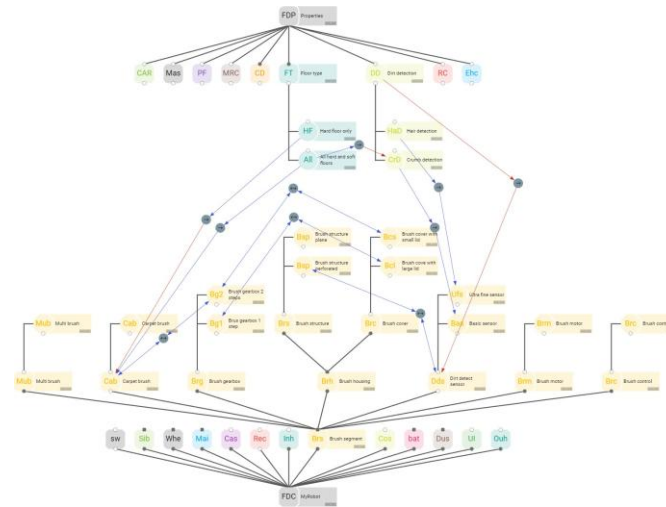 FDP Properties
CAR
Mas
PF
MRC
CD
FT Floor type
DD Dirt detection
RC
Ehc
HF Hard floor only
HaD Hair detection
All All hard and soft
floors
CrD Crumb detection
Bsp Brush structure
plana
Bcs Brush cover with
small lid
Bsp Brush structure
perforated
Bcl Brush cove with
large lid
Bg2 Brush gearbox 2
steps
Ufs Ultra fine sensor
Mub Multi brush
Cab Carpet brush
Bg1 Brus gearbox 1
step
Brs Brush structure
Brc Brush cover
Bas Basic sensor
Bmn Brush motor
Brc Brush control
Mub Multi brush
Cab Carpet brush
Brg Brush gearbox
Brh Brush housing
Dds Dirt detect
sensor
Brm Brush motor
Brc Brush control
sw
Sib
Whe
Mai
Cas
Rec
Inh
Brs Brush segment
Cos
bat
Dus
UI
Duh
FDC MyRobot